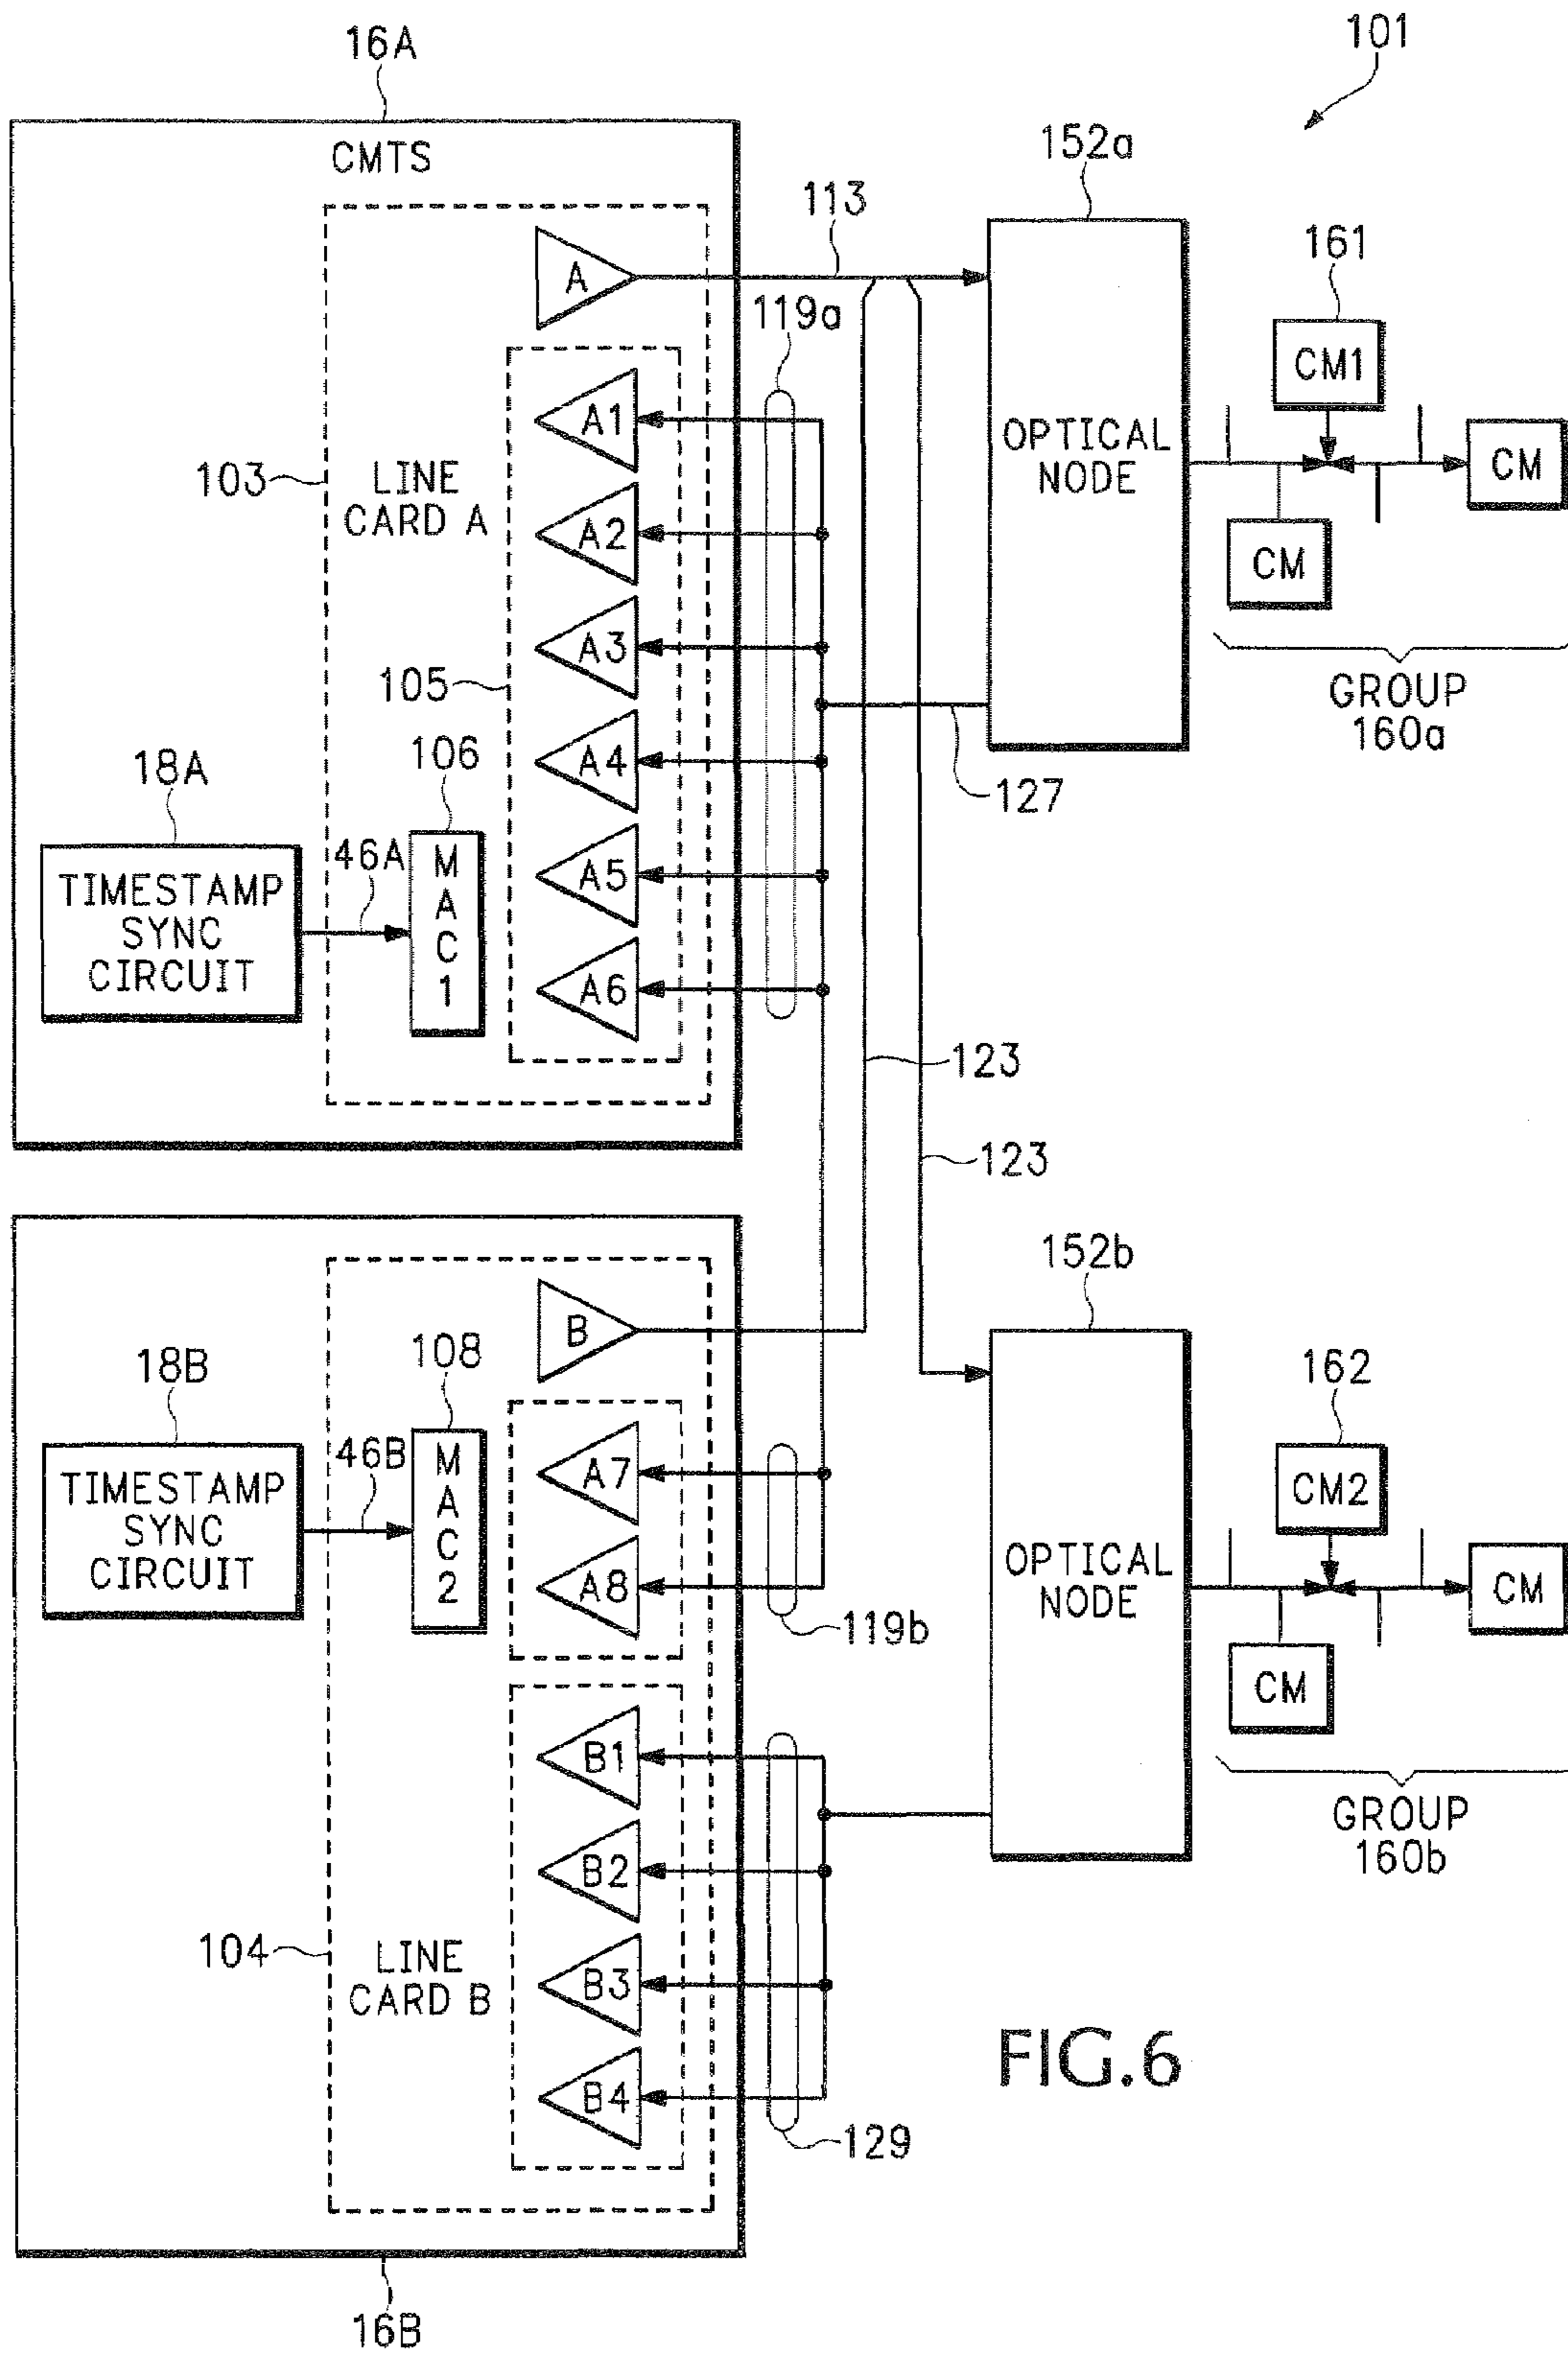 16A
101
CMTS
152a
113
A
161
119a
CM1
A1
OPTICAL
NODE
CM
103
LINE
CARD A
A2
CM
A3
105
GROUP
160a
106
A4
127
18A
46A
M
A
C
1
A5
TIMESTAMP
SYNC
CIRCUIT
A6
123
123
152b
B
18B
108
162
46B
M
A
C
2
A7
CM2
TIMESTAMP
SYNC
CIRCUIT
A8
OPTICAL
NODE
CM
119b
CM
B1
GROUP
160b
B2
104
LINE
CARD B
B3
FIG.6
B4
129
16B